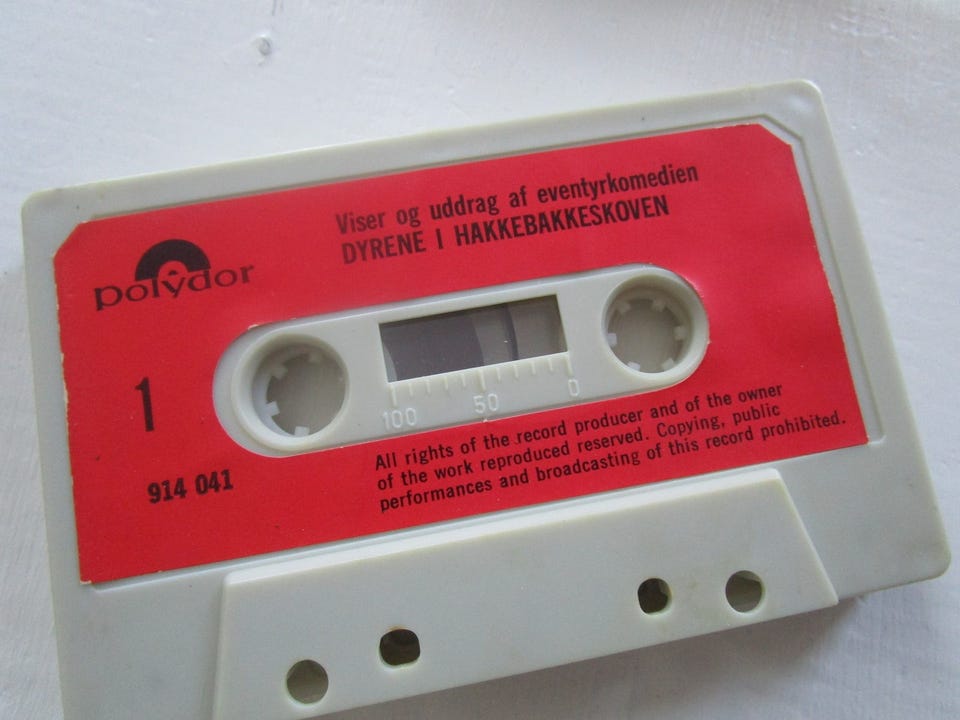 Viser og uddrag af eventyrkomedien
DYRENE I HAKKEBAKKESKOVEN
polydor
1
100 50 0
914 041
All rights of the record producer and of the owner
of the work reproduced reserved. Copying, public
performances and broadcasting of this record prohibited.